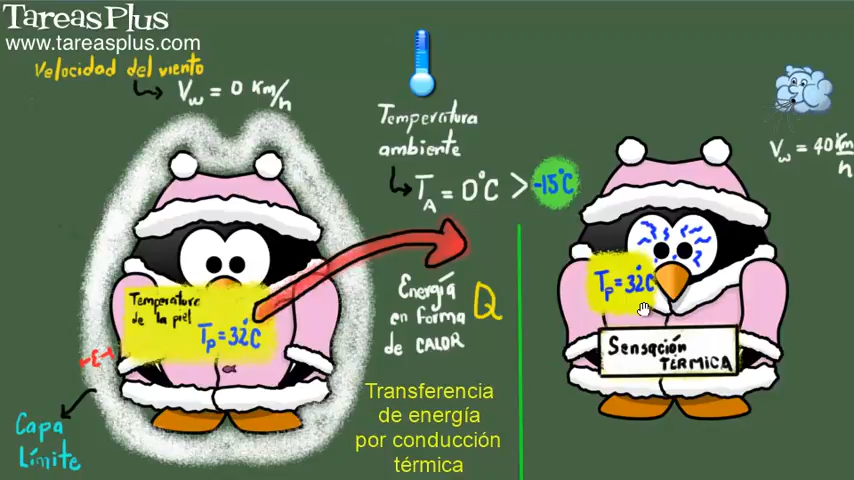 TareasPlus
www.tareasplus.com
Velocidad del viento
Vw = 0 Km/h
Temperatura
ambiente
TA = 0°C > -15°C
Vw = 40 Km/h
Temperatura
de la piel
Tp = 32°C
Energía
en forma
de CALOR
Q
Tp = 32°C
Sensación
TÉRMICA
-E-
Capa
Límite
Transferencia
de energía
por conducción
térmica